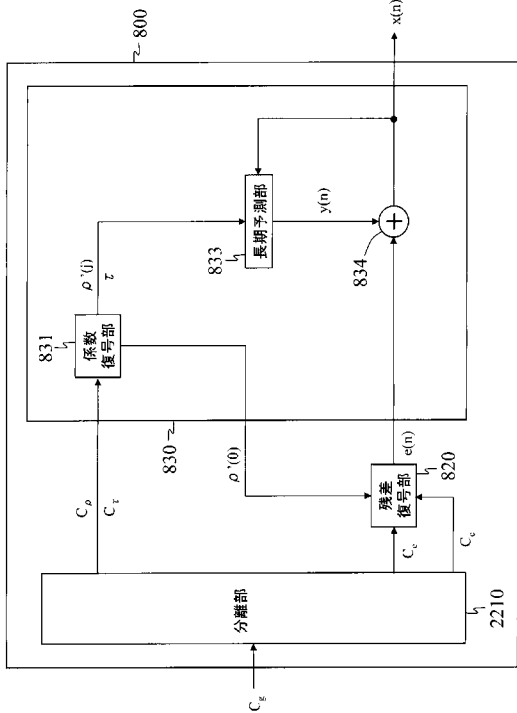 800
x(n)
831
係数
復号部
ρ'(j)
τ
833
長期予測部
y(n)
834
830
ρ'(0)
e(n)
C_ρ
C_τ
残差
復号部
820
C_e
C_c
分離部
2210
C_g